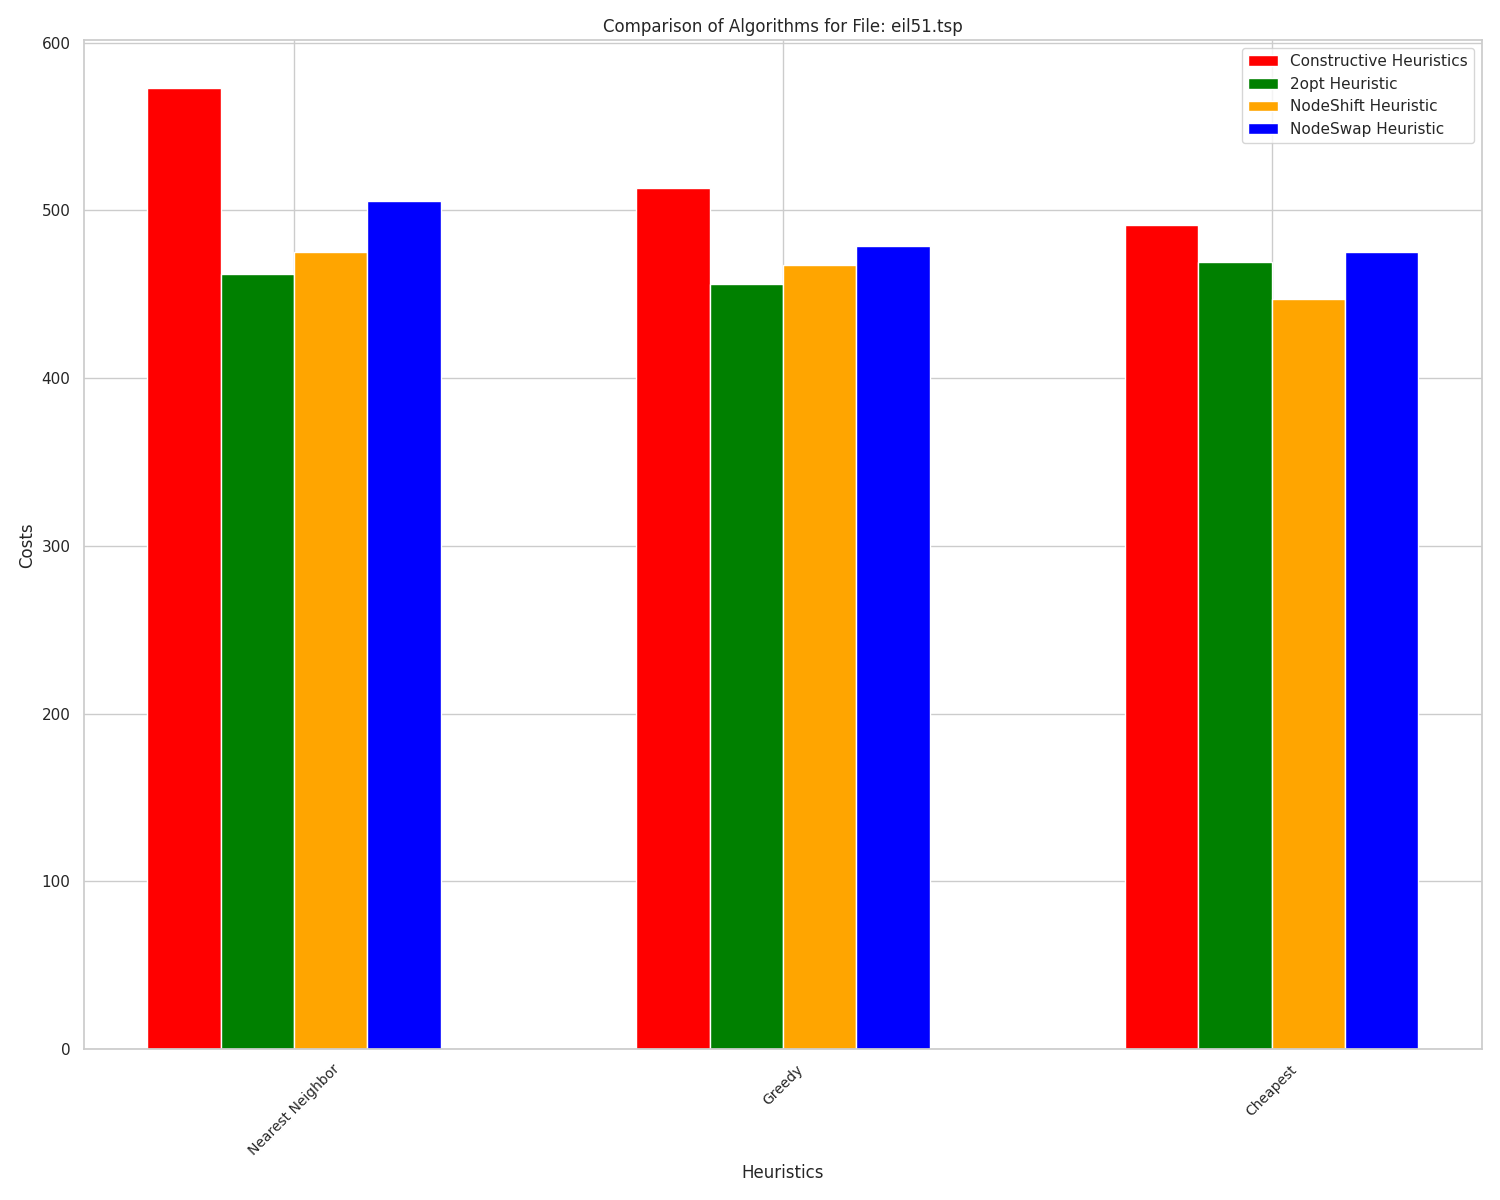 Comparison of Algorithms for File: eil51.tsp
Constructive Heuristics
2opt Heuristic
NodeShift Heuristic
NodeSwap Heuristic
600
500
400
300
200
100
0
Costs
Nearest Neighbor
Greedy
Cheapest
Heuristics